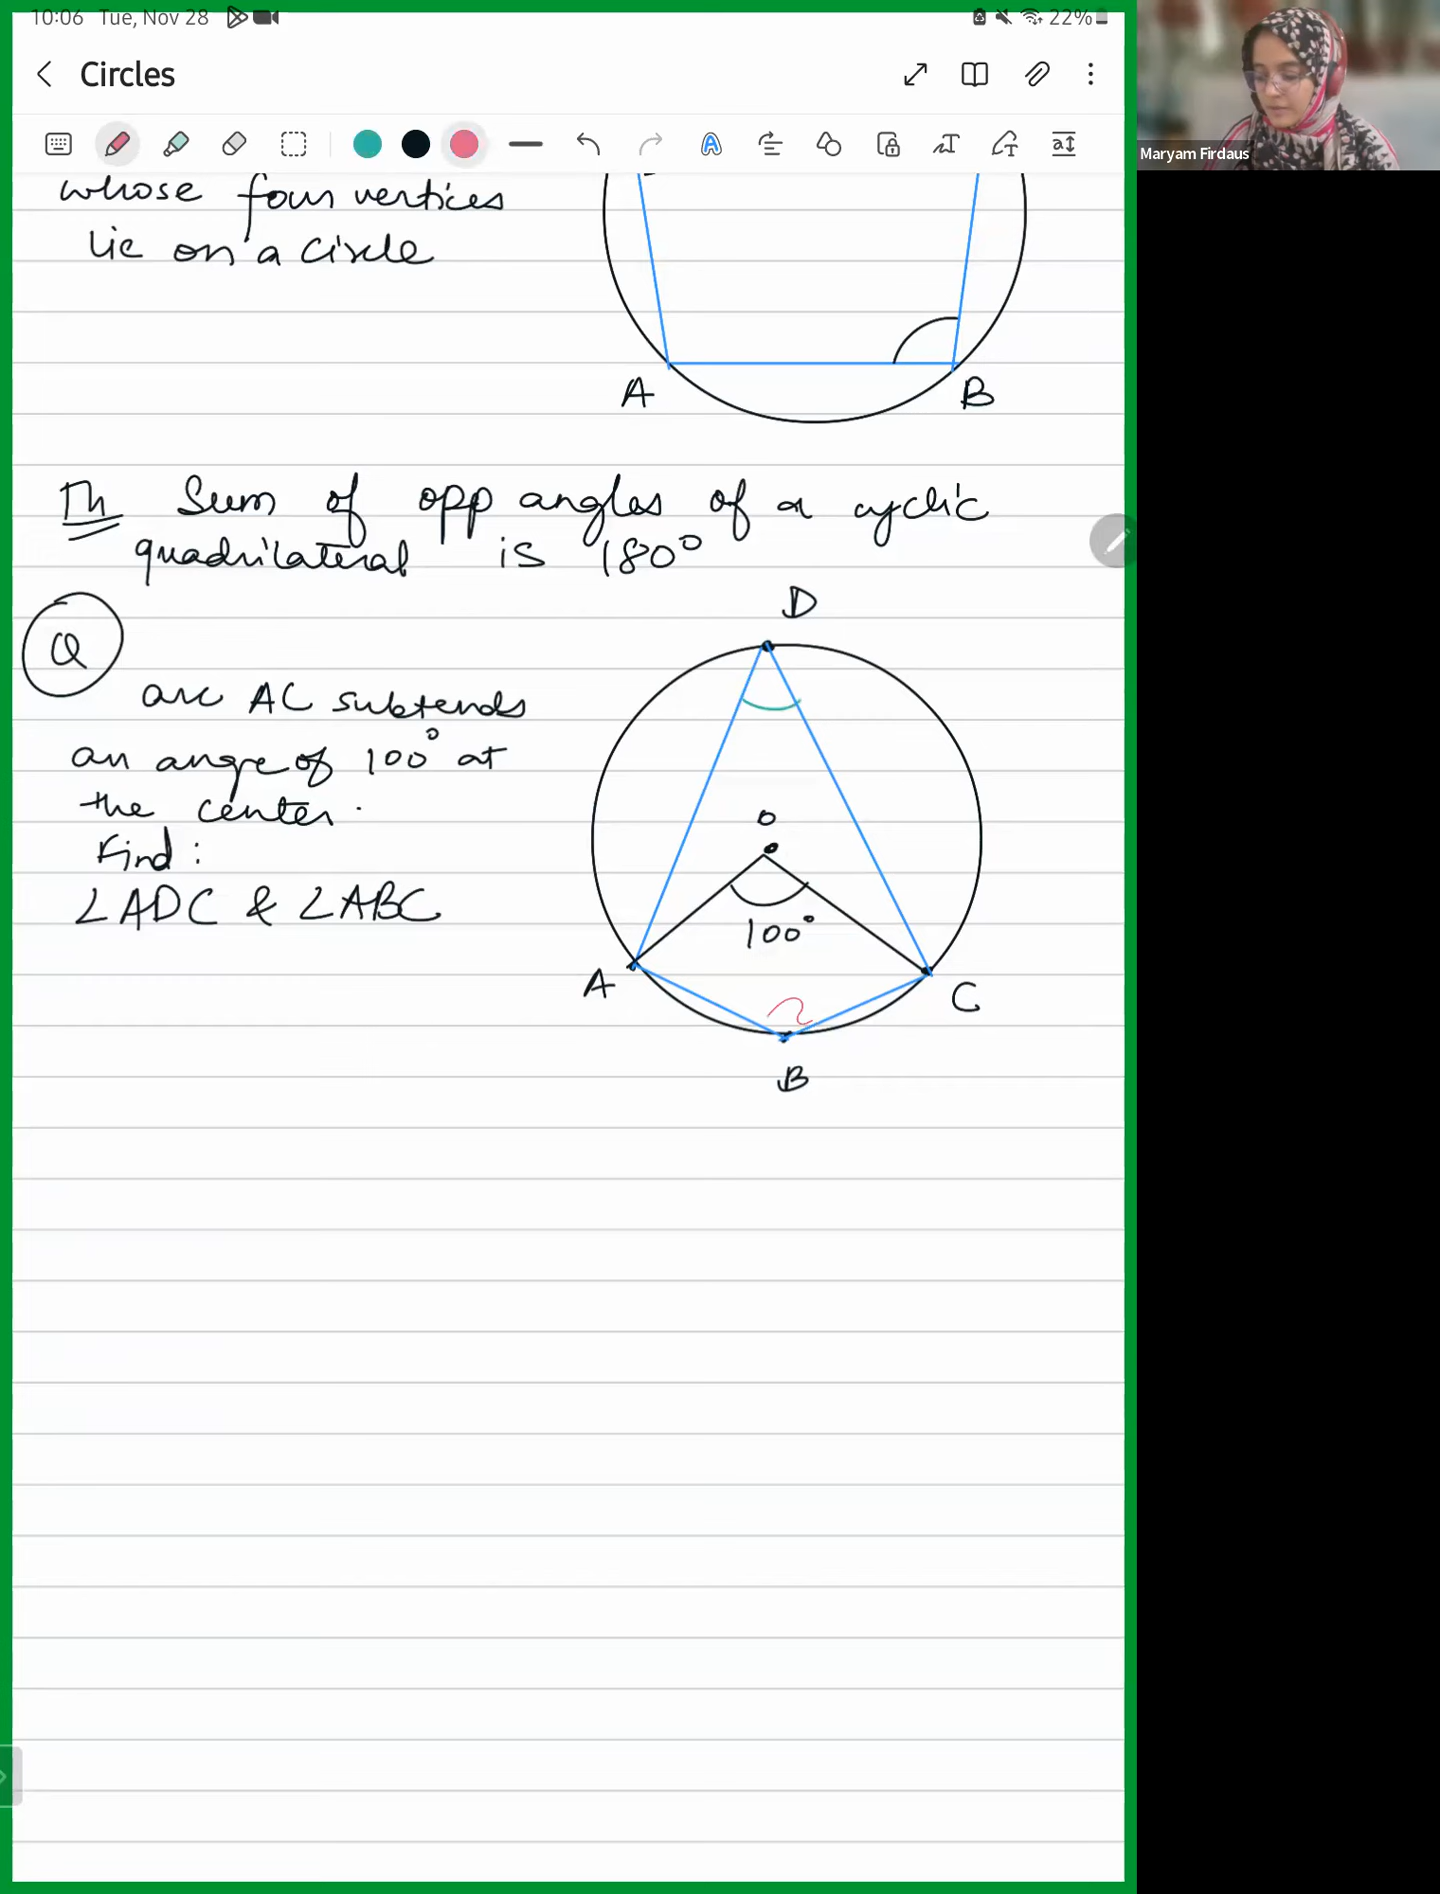 10:06 Tue, Nov 28
22%
Circles
Maryam Firdaus
whose four vertices
lie on a circle
A
B
Th Sum of opp angles of a cyclic
quadrilateral is 180°
D
Q
arc AC subtends
an ange of 100° at
the center.
Find:
∠ADC & ∠ABC
O
100°
A
C
B